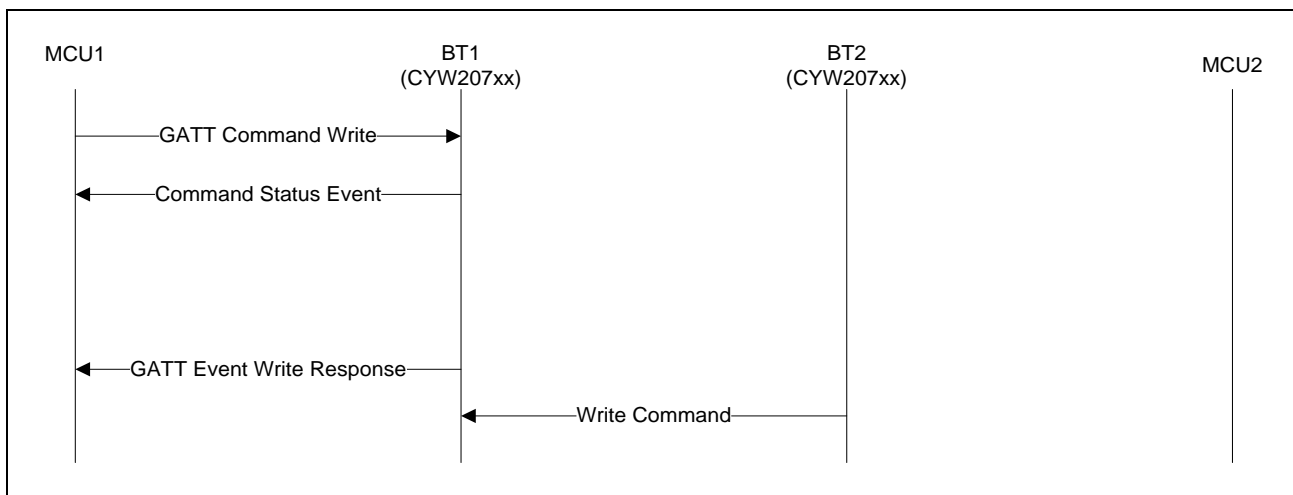 MCU1
BT1
(CYW207xx)
BT2
(CYW207xx)
MCU2
GATT Command Write
Command Status Event
GATT Event Write Response
Write Command